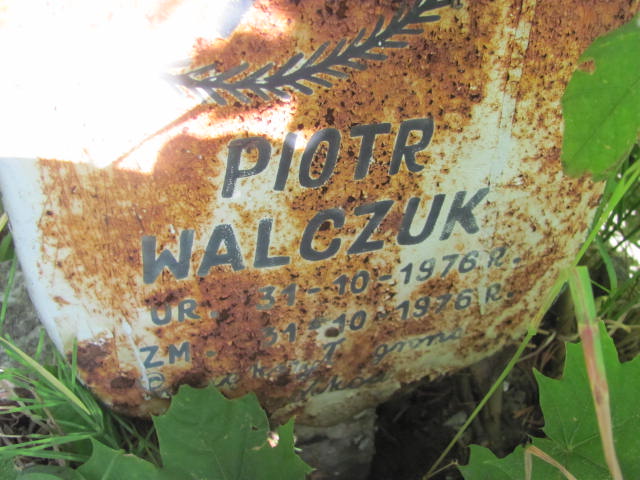 PIOTR
WALCZUK
UR. 31-10-1976 R.
ZM. 31-10-1976 R.